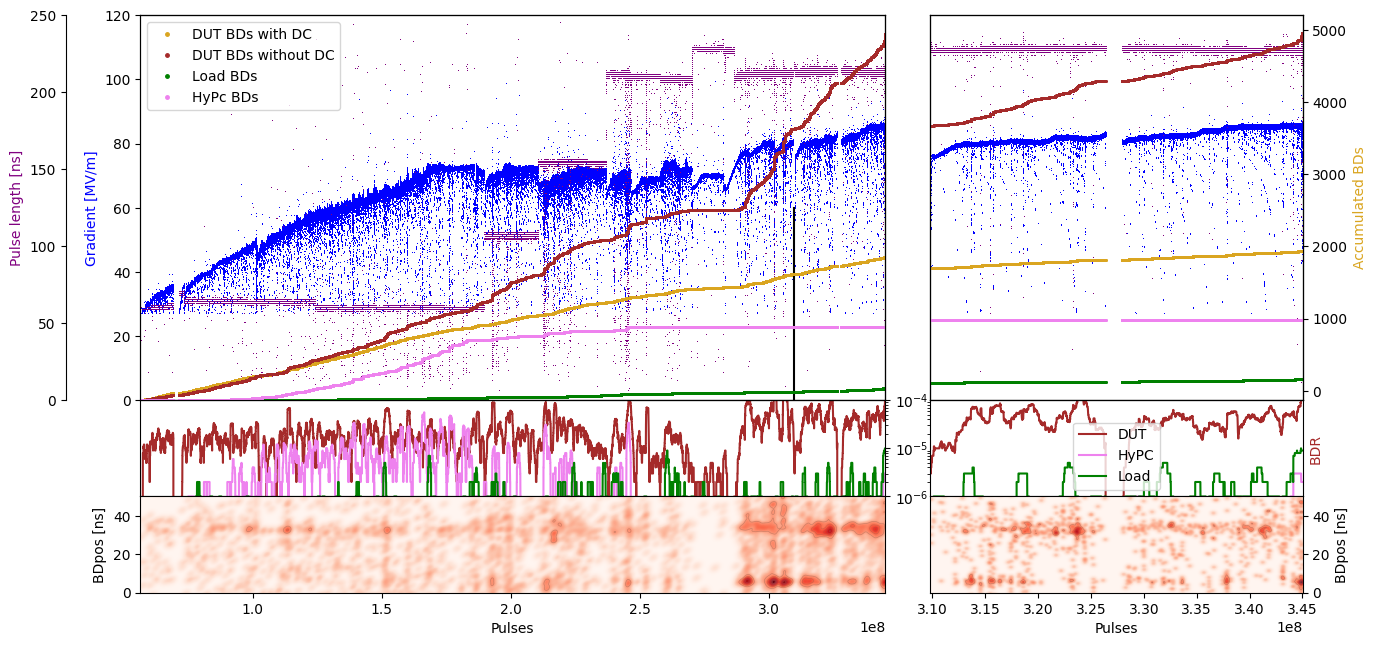 250
200
150
100
50
0
Pulse length [ns]
120
100
80
60
40
20
0
Gradient [MV/m]
DUT BDs with DC
DUT BDs without DC
Load BDs
HyPc BDs
5000
4000
3000
2000
1000
0
Accumulated BDs
10−4
10−5
10−6
BDR
DUT
HyPC
Load
40
20
0
BDpos [ns]
40
20
0
BDpos [ns]
1.0
1.5
2.0
2.5
3.0
1e8
Pulses
3.10
3.15
3.20
3.25
3.30
3.35
3.40
3.45
1e8
Pulses